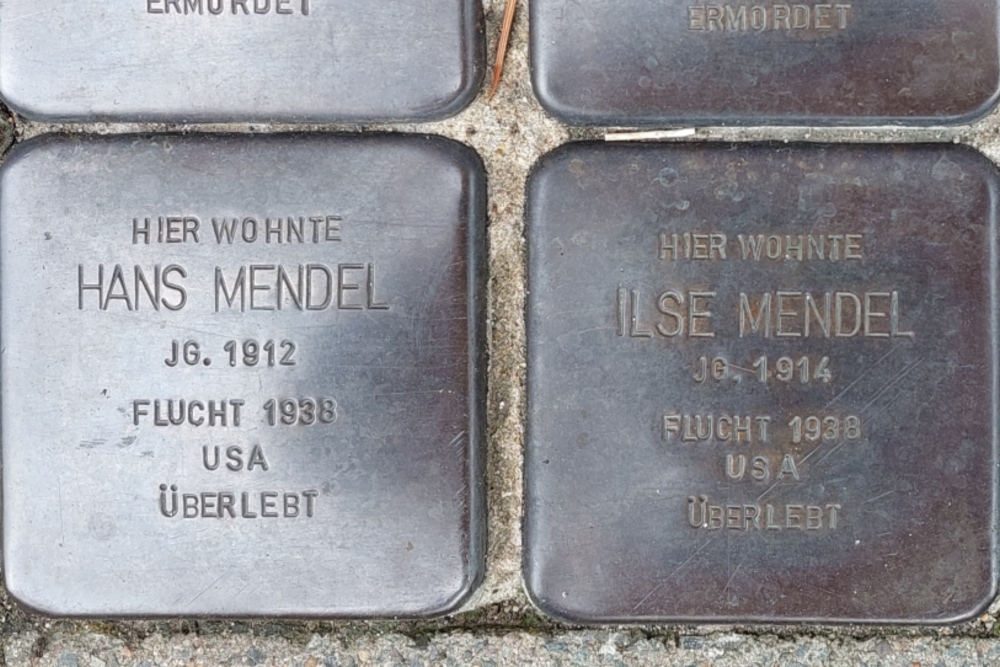 ERMORDET
ERMORDET
HIER WOHNTE
HANS MENDEL
JG. 1912
FLUCHT 1938
USA
ÜBERLEBT
HIER WOHNTE
ILSE MENDEL
JG. 1914
FLUCHT 1938
USA
ÜBERLEBT